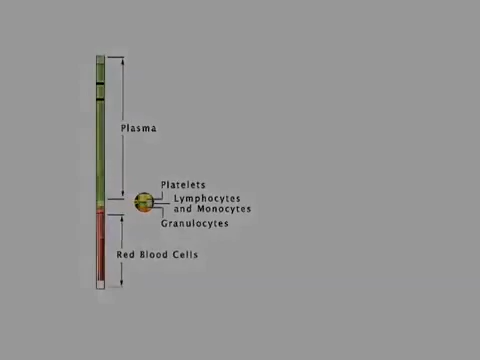 Plasma
Platelets
Lymphocytes
and Monocytes
Granulocytes
Red Blood Cells